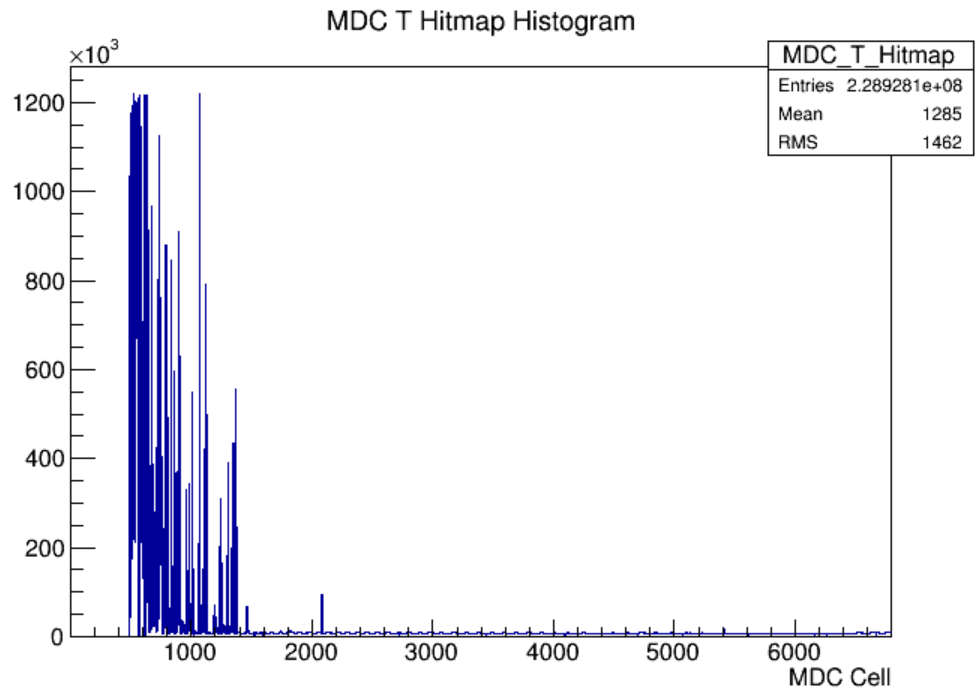 MDC T Hitmap Histogram
×10³
MDC_T_Hitmap
Entries 2.289281e+08
Mean 1285
RMS 1462
1200
1000
800
600
400
200
0
1000 2000 3000 4000 5000 6000
MDC Cell